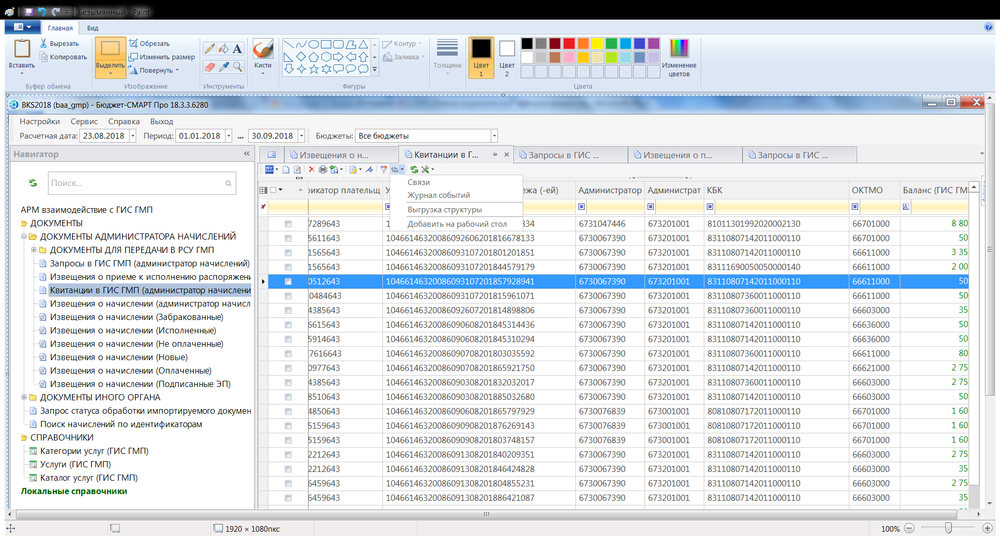 Безымянный - Paint
Главная Вид
Вставить
Вырезать
Копировать
Буфер обмена
Выделить
Обрезать
Изменить размер
Повернуть
Изображение
Инструменты
Кисти
Контур
Заливка
Фигуры
Толщина
Цвет 1
Цвет 2
Изменение цветов
Цвета
BKS2018 (baa_gmp) - Бюджет-СМАРТ Про 18.3.3.6280
Настройки Сервис Справка Выход
Расчетная дата: 23.08.2018 Период: 01.01.2018 ... 30.09.2018 Бюджеты: Все бюджеты
Навигатор «
Поиск...
АРМ взаимодействие с ГИС ГМП
ДОКУМЕНТЫ
ДОКУМЕНТЫ АДМИНИСТРАТОРА НАЧИСЛЕНИЙ
ДОКУМЕНТЫ ДЛЯ ПЕРЕДАЧИ В РСУ ГМП
Запросы в ГИС ГМП (администратор начислений)
Извещения о приеме к исполнению распоряжени
Квитанции в ГИС ГМП (администратор начислени
Извещения о начислении (администратор начисл
Извещения о начислении (Забракованные)
Извещения о начислении (Исполненные)
Извещения о начислении (Не оплаченные)
Извещения о начислении (Новые)
Извещения о начислении (Оплаченные)
Извещения о начислении (Подписанные ЭП)
ДОКУМЕНТЫ ИНОГО ОРГАНА
Запрос статуса обработки импортируемого докумен
Поиск начислений по идентификаторам
СПРАВОЧНИКИ
Категории услуг (ГИС ГМП)
Услуги (ГИС ГМП)
Каталог услуг (ГИС ГМП)
Локальные справочники
Извещения о н... Квитанции в Г... Запросы в ГИС ... Извещения о п... Запросы в ГИС ...
РСУ ГМП
Связи
Журнал событий
Выгрузка структуры
Добавить на рабочий стол
икатор плательщ У ежа (-ей) Администратор Администрат КБК ОКТМО Баланс (ГИС ГМ
7289643 1 334 6731047446 673201001 81011301992020002130 66701000 8 80
5611643 10466146320086092606201816678133 6730067390 673201001 83110807142011000110 66701000 50
1565643 10466146320086093107201801201851 6730067390 673201001 83110807142011000110 66611000 3 35
1565643 10466146320086093107201844579179 6730067390 673201001 83111690050050000140 66611000 2 00
0512643 10466146320086093107201857928941 6730067390 673201001 83110807142011000110 66611000 50
0484643 10466146320086093107201815961071 6730067390 673201001 83110807360011000110 66611000 50
4385643 10466146320086092607201814898806 6730067390 673201001 83110807360011000110 66603000 35
6615643 10466146320086090608201845314436 6730067390 673201001 83110807142011000110 66636000 50
5914643 10466146320086090608201845310294 6730067390 673201001 83110807142011000110 66636000 50
7616643 10466146320086090708201803035592 6730067390 673201001 83110807360011000110 66611000 80
0977643 10466146320086090708201865921750 6730067390 673201001 83110807142011000110 66621000 2 75
4385643 10466146320086090308201832032017 6730067390 673201001 83110807360011000110 66603000 2 75
8510643 10466146320086090308201885032680 6730067390 673201001 83110807142011000110 66603000 50
4850643 10466146320086090608201865797929 6730076839 673001001 80810807172011000110 66701000 1 60
5159643 10466146320086090908201876269143 6730076839 673001001 80810807172011000110 66701000 1 60
5159643 10466146320086090908201803748157 6730076839 673001001 80810807172011000110 66701000 1 60
2212643 10466146320086091308201840209351 6730067390 673201001 83110807142011000110 66603000 2 75
2212643 10466146320086091308201846424828 6730067390 673201001 83110807142011000110 66603000 35
6459643 10466146320086091308201804855231 6730067390 673201001 83110807142011000110 66603000 2 75
6459643 10466146320086091308201886421087 6730067390 673201001 83110807142011000110 66603000 35
1920 × 1080пкс
100%